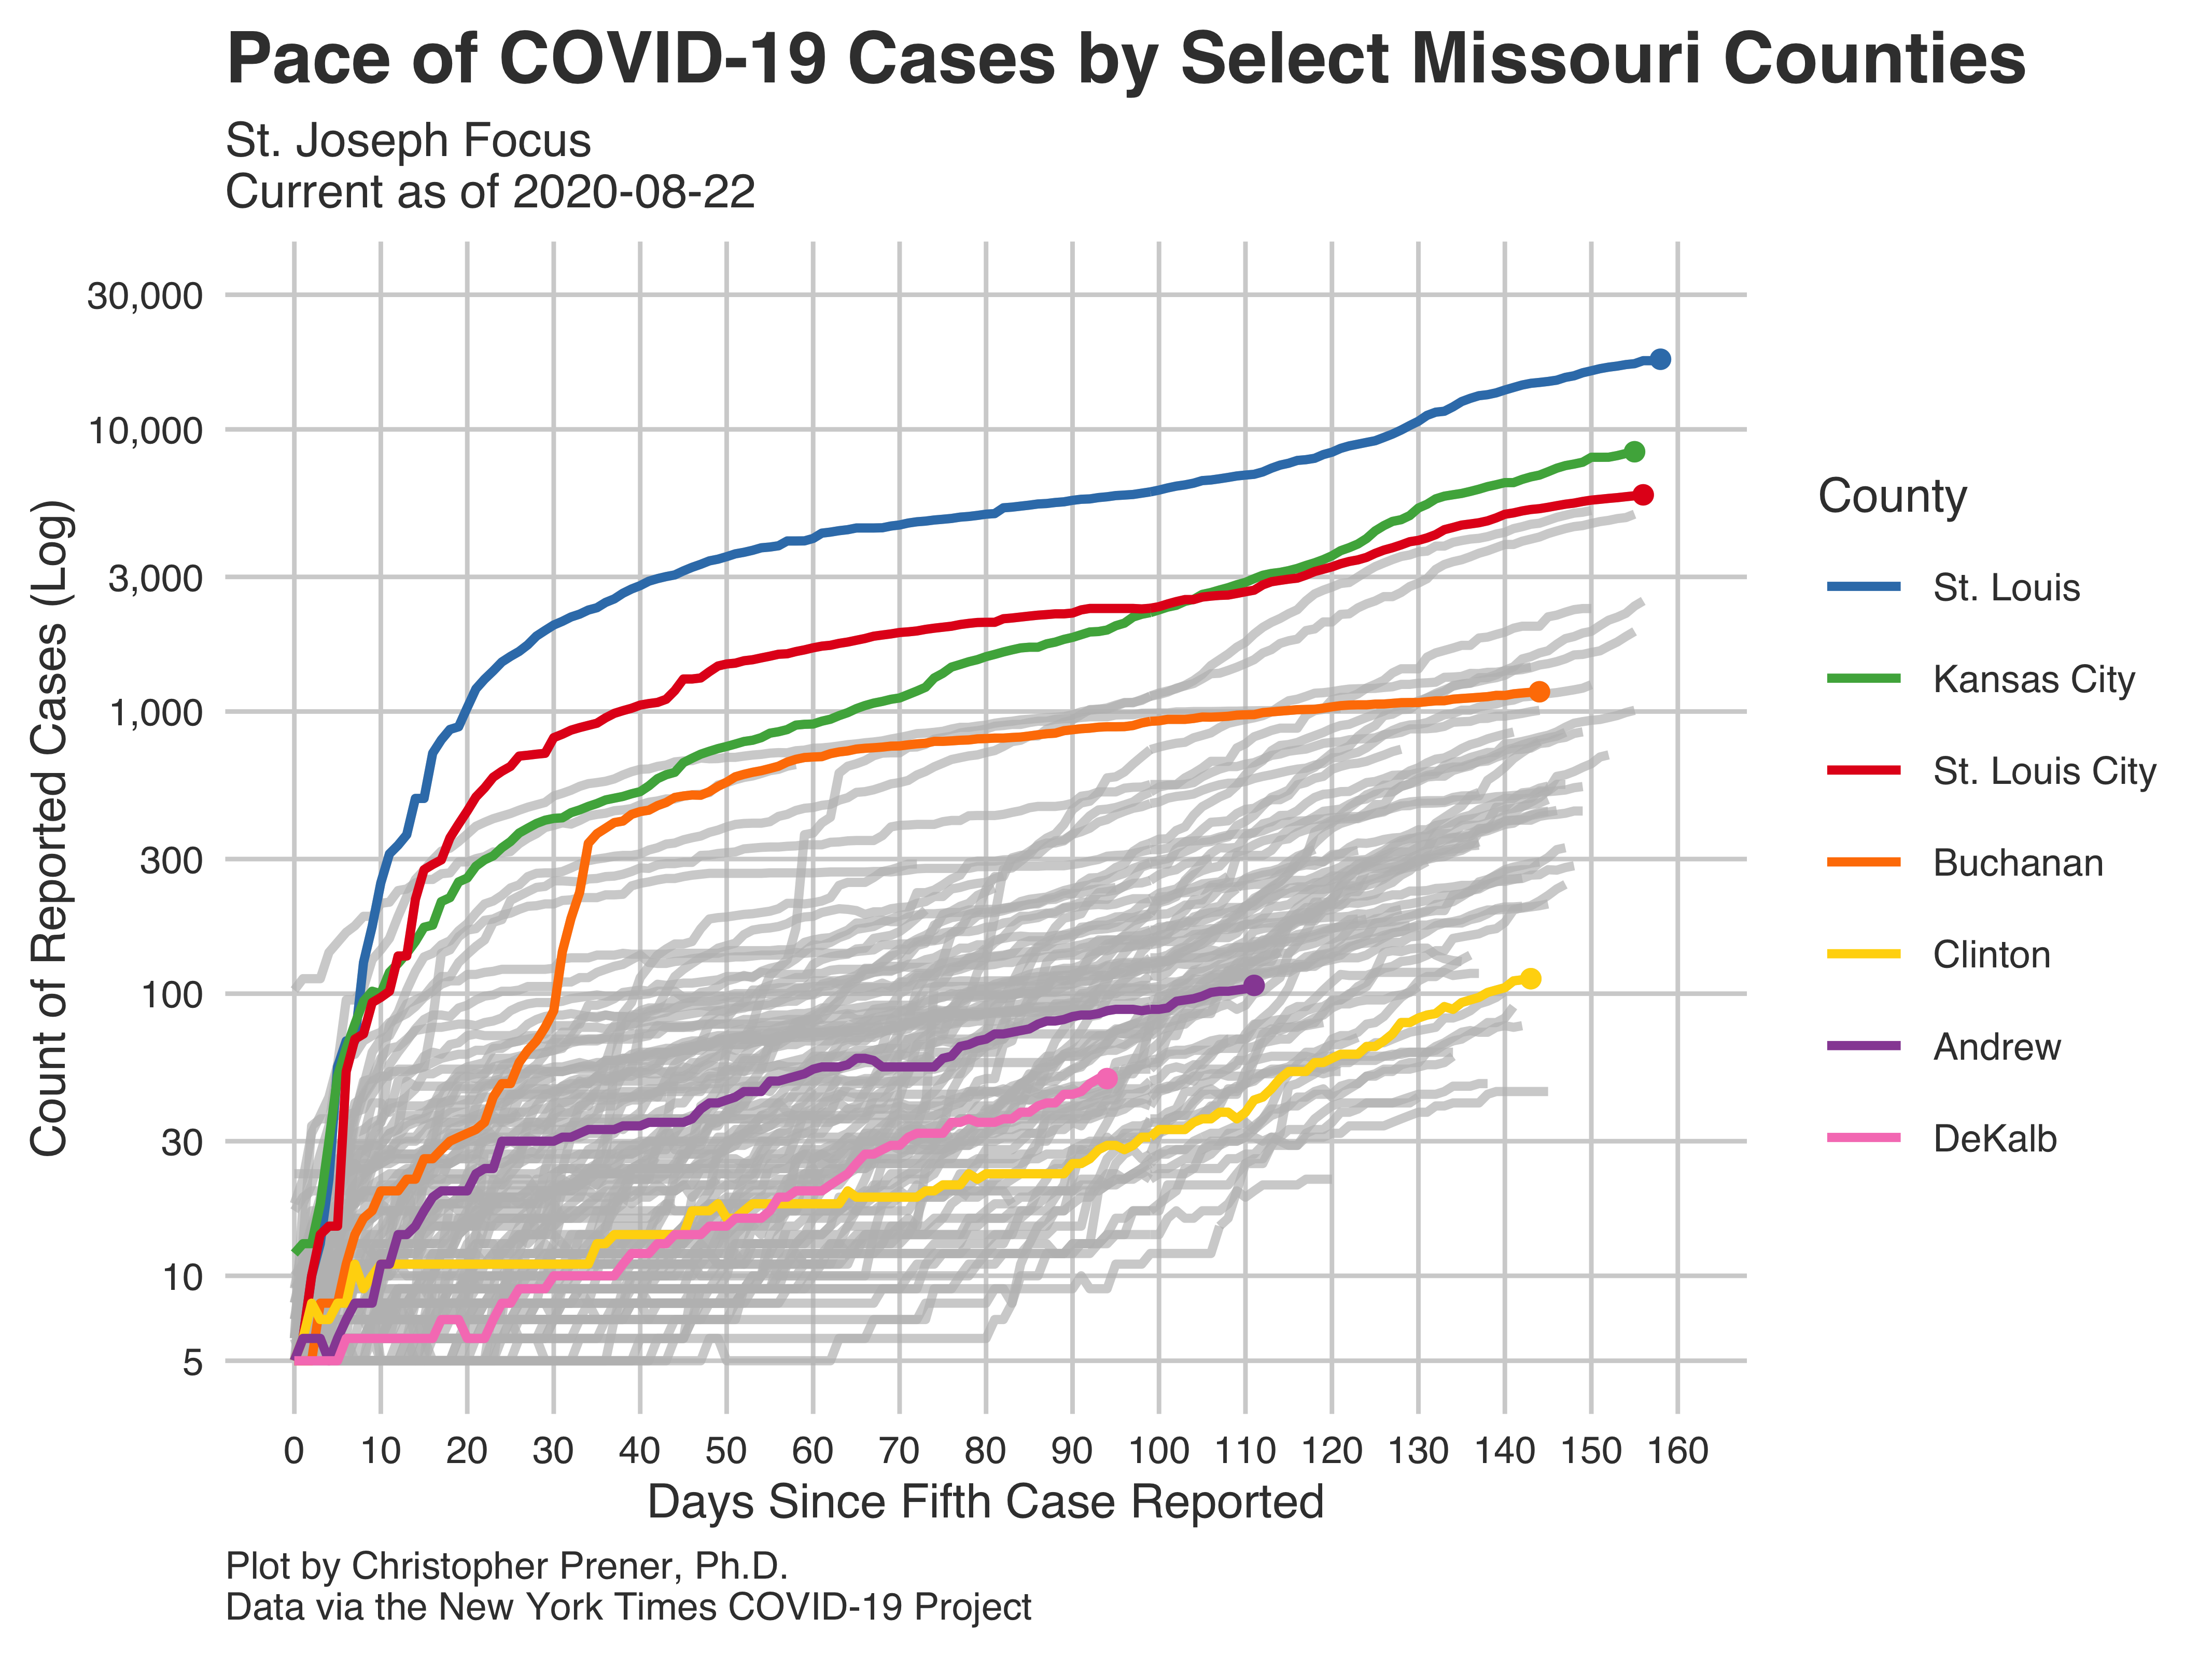 Pace of COVID-19 Cases by Select Missouri Counties
St. Joseph Focus
Current as of 2020-08-22
Count of Reported Cases (Log)
30,000
10,000
3,000
1,000
300
100
30
10
5
0 10 20 30 40 50 60 70 80 90 100 110 120 130 140 150 160
Days Since Fifth Case Reported
County
St. Louis
Kansas City
St. Louis City
Buchanan
Clinton
Andrew
DeKalb
Plot by Christopher Prener, Ph.D.
Data via the New York Times COVID-19 Project